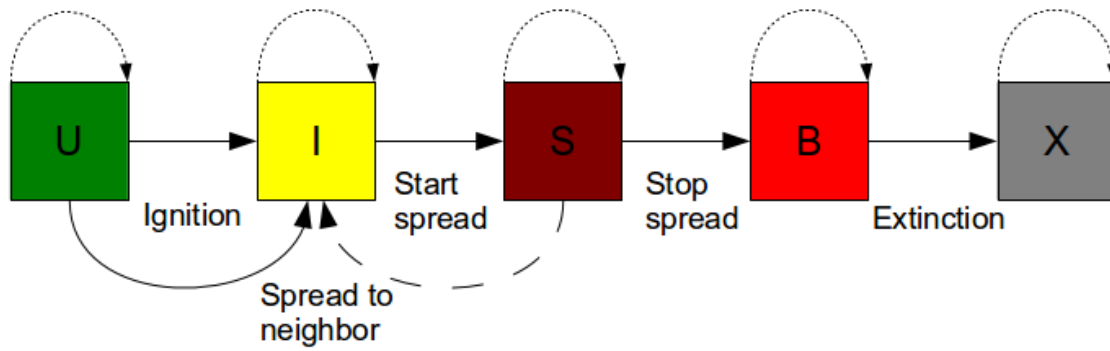 U
I
S
B
X
Ignition
Start
spread
Stop
spread
Extinction
Spread to
neighbor